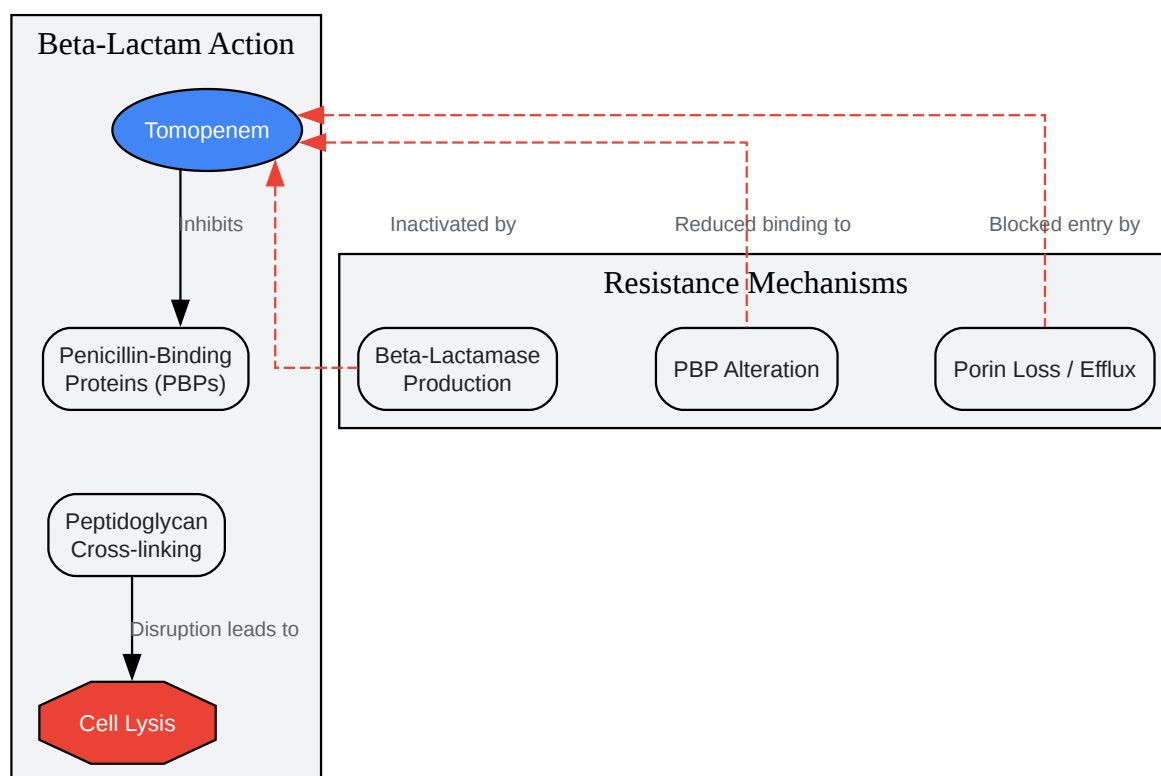 Beta-Lactam Action
Tomopenem
Inhibits
Inactivated by
Reduced binding to
Blocked entry by
Resistance Mechanisms
Penicillin-Binding
Proteins (PBPs)
Beta-Lactamase
Production
PBP Alteration
Porin Loss / Efflux
Peptidoglycan
Cross-linking
Disruption leads to
Cell Lysis